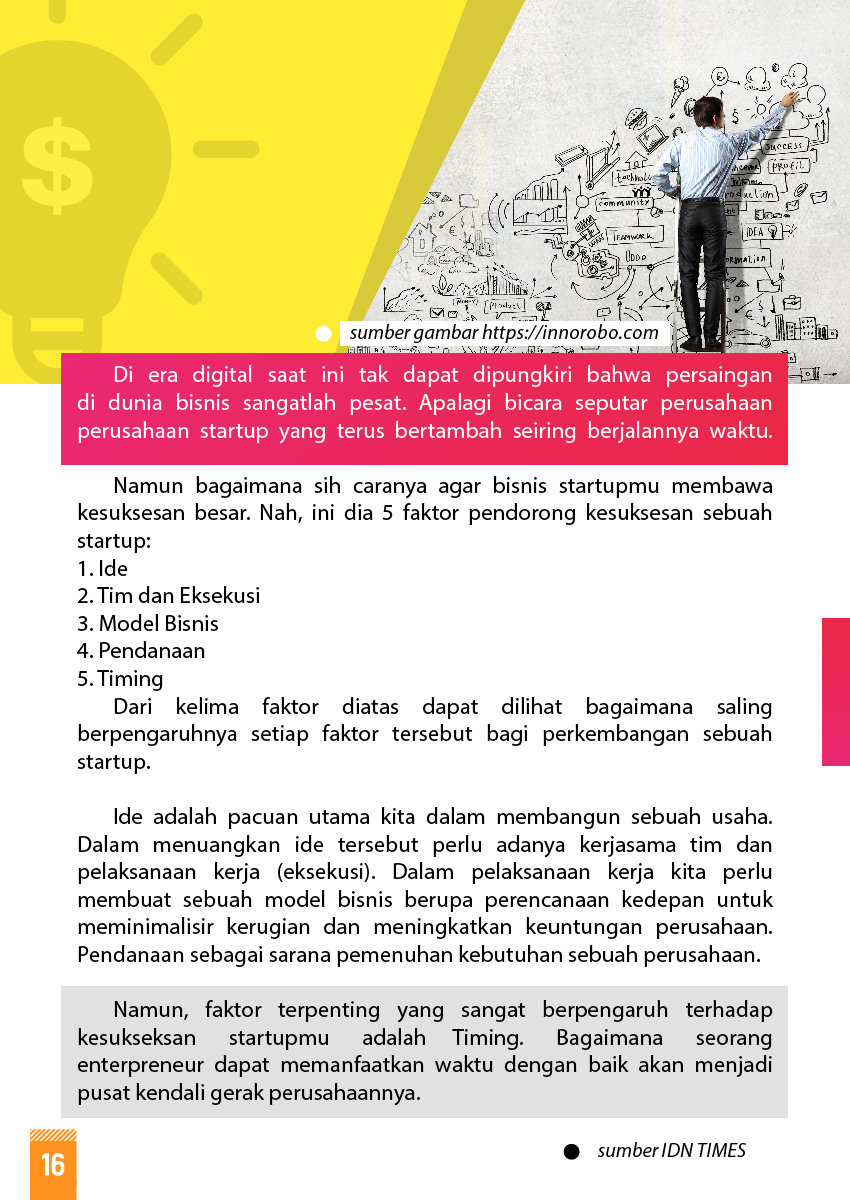 $
€
$
SUCCESS
PROFIT
technolo
community
TEAMWORK
IDEA
Product
sumber gambar https://innorobo.com
Di era digital saat ini tak dapat dipungkiri bahwa persaingan
di dunia bisnis sangatlah pesat. Apalagi bicara seputar perusahaan
perusahaan startup yang terus bertambah seiring berjalannya waktu.
Namun bagaimana sih caranya agar bisnis startupmu membawa
kesuksesan besar. Nah, ini dia 5 faktor pendorong kesuksesan sebuah
startup:
1. Ide
2. Tim dan Eksekusi
3. Model Bisnis
4. Pendanaan
5. Timing
Dari kelima faktor diatas dapat dilihat bagaimana saling
berpengaruhnya setiap faktor tersebut bagi perkembangan sebuah
startup.
Ide adalah pacuan utama kita dalam membangun sebuah usaha.
Dalam menuangkan ide tersebut perlu adanya kerjasama tim dan
pelaksanaan kerja (eksekusi). Dalam pelaksanaan kerja kita perlu
membuat sebuah model bisnis berupa perencanaan kedepan untuk
meminimalisir kerugian dan meningkatkan keuntungan perusahaan.
Pendanaan sebagai sarana pemenuhan kebutuhan sebuah perusahaan.
Namun, faktor terpenting yang sangat berpengaruh terhadap
kesukseksan startupmu adalah Timing. Bagaimana seorang
enterpreneur dapat memanfaatkan waktu dengan baik akan menjadi
pusat kendali gerak perusahaannya.
sumber IDN TIMES
16